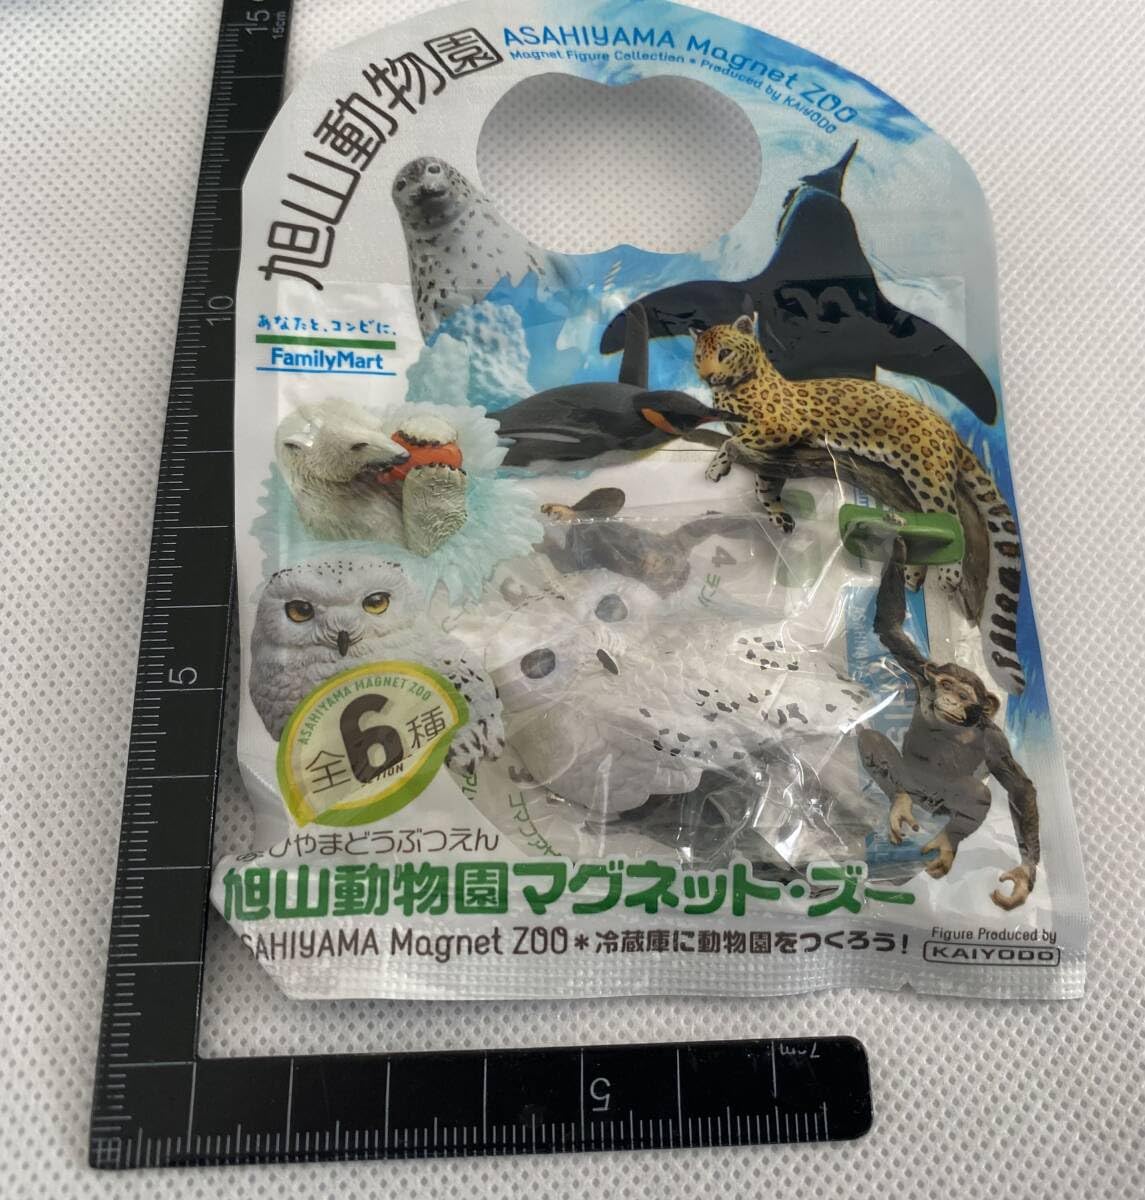 ASAHIYAMA Magnet ZOO
Magnet Figure Collection * Produced by KAIYODO
旭山動物園
あなたと、コンビに、
FamilyMart
ASAHIYAMA MAGNET ZOO
全6種
ひやまどうぶつえん
旭山動物園マグネット・ズー
SAHIYAMA Magnet ZOO*冷蔵庫に動物園をつくろう!
Figure Produced by
KAIYODO
15
15cm
10
5
5
7cm